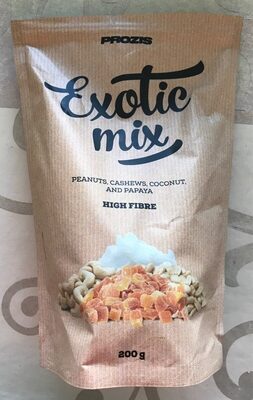 PROZIS
Exotic
mix
PEANUTS, CASHEWS, COCONUT,
AND PAPAYA
HIGH FIBRE
200 g